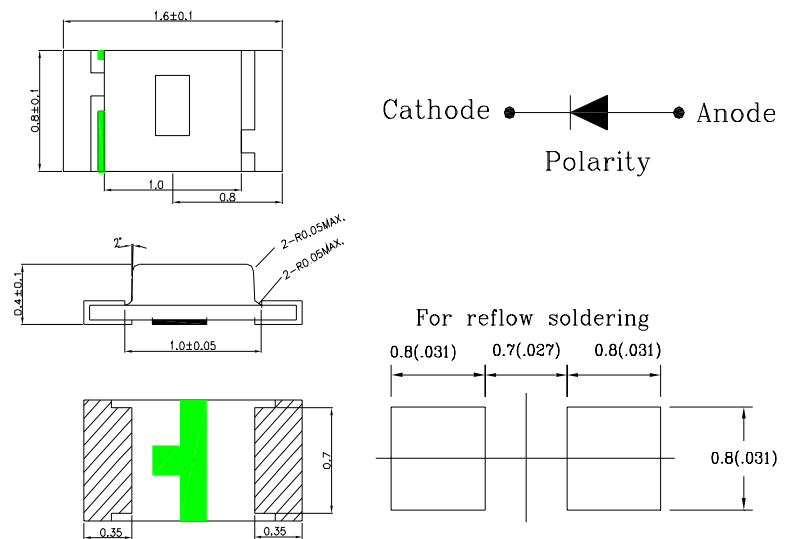 1.6±0.1
0.8±0.1
1.0
0.8
Cathode
Anode
Polarity
2°
2-R0.05MAX.
2-R0.05MAX.
0.4±0.1
1.0±0.05
For reflow soldering
0.8(.031) 0.7(.027) 0.8(.031)
0.8(.031)
0.7
0.35
0.35